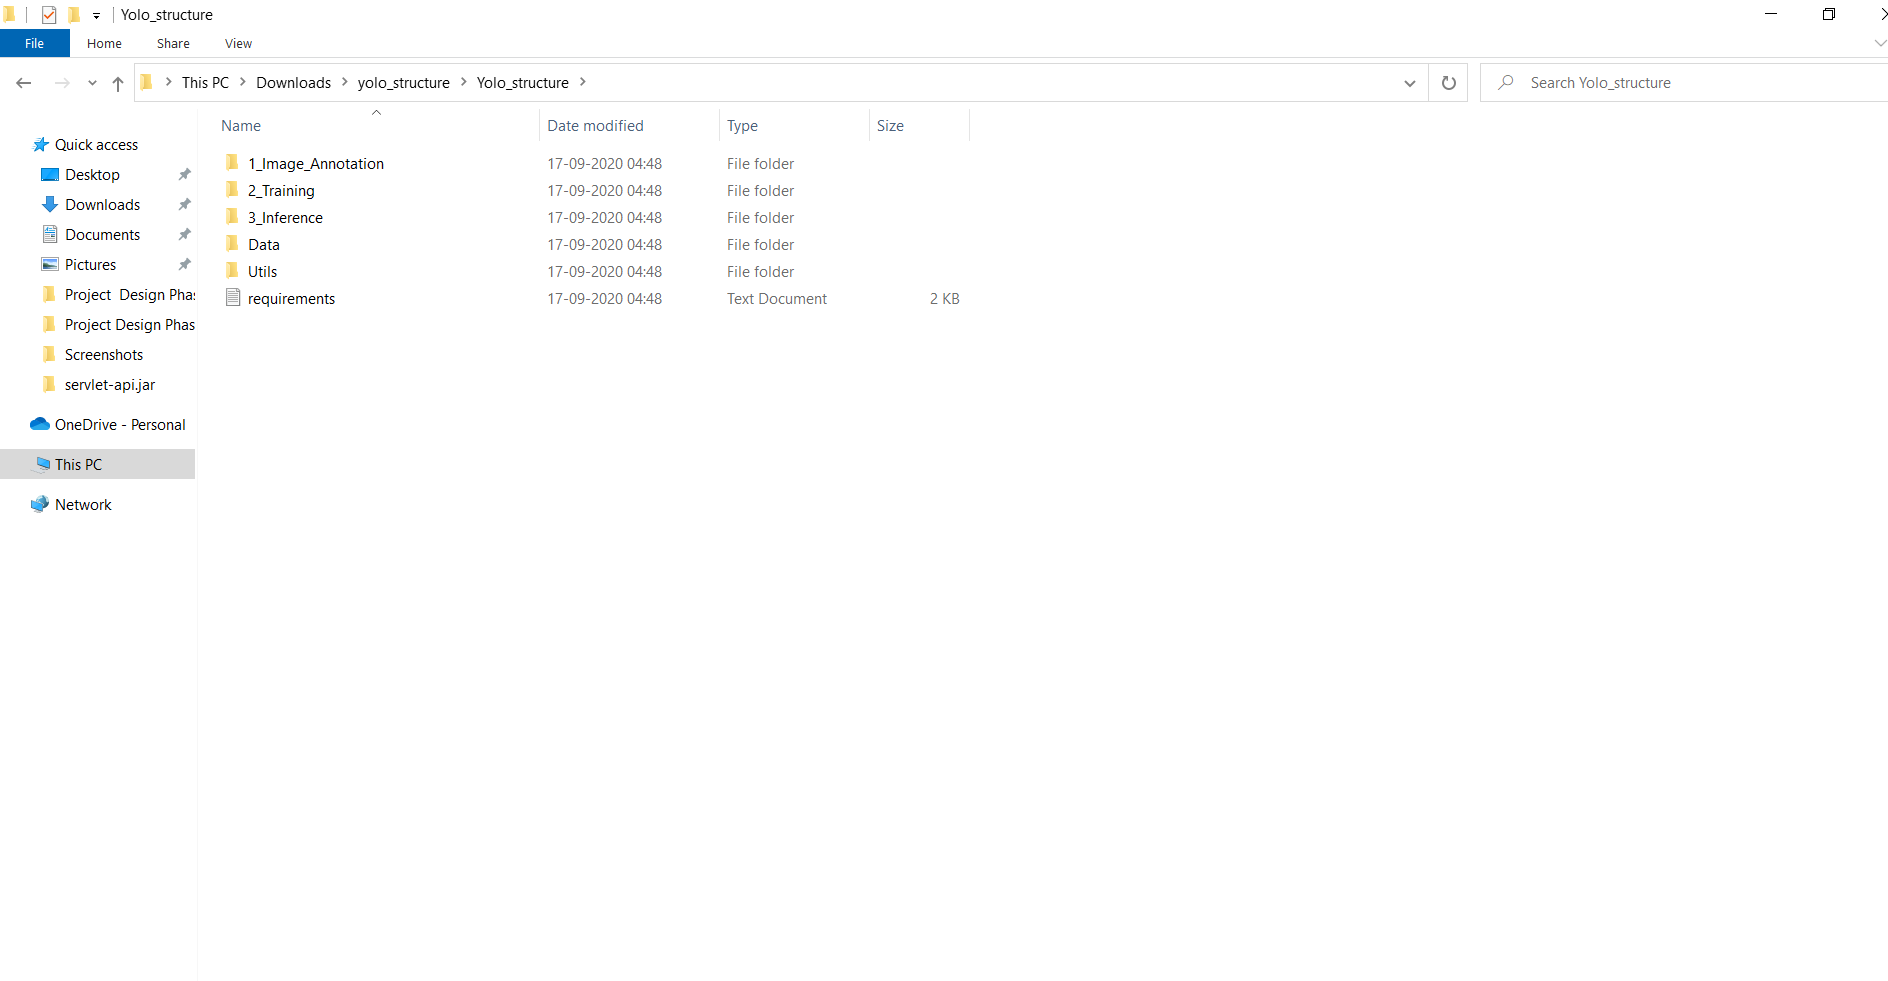 Yolo_structure
File Home Share View
This PC Downloads yolo_structure Yolo_structure
Search Yolo_structure
Name Date modified Type Size
Quick access
Desktop
Downloads
Documents
Pictures
Project  Design Phas
Project Design Phas
Screenshots
servlet-api.jar
OneDrive - Personal
This PC
Network
1_Image_Annotation 17-09-2020 04:48 File folder
2_Training 17-09-2020 04:48 File folder
3_Inference 17-09-2020 04:48 File folder
Data 17-09-2020 04:48 File folder
Utils 17-09-2020 04:48 File folder
requirements 17-09-2020 04:48 Text Document 2 KB